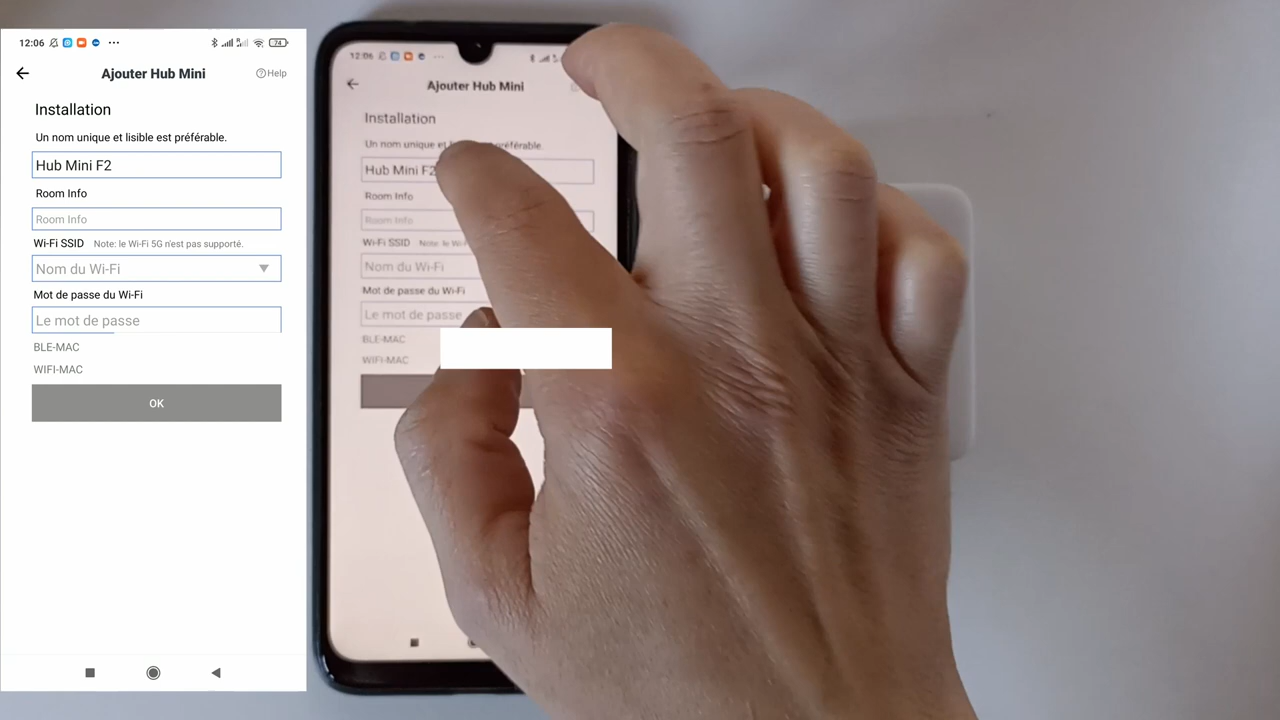 12:06
74
Ajouter Hub Mini
Help
Installation
Un nom unique et lisible est préférable.
Hub Mini F2
Room Info
Room Info
Wi-Fi SSID Note: le Wi-Fi 5G n'est pas supporté.
Nom du Wi-Fi
Mot de passe du Wi-Fi
Le mot de passe
BLE-MAC
WIFI-MAC
OK
12:06
Ajouter Hub Mini
Installation
Un nom unique et préférable.
Hub Mini F2
Room Info
Room Info
Wi-Fi SSID Note: le
Nom du Wi-Fi
Mot de passe du Wi-Fi
Le mot de passe
BLE-MAC
WIFI-MAC